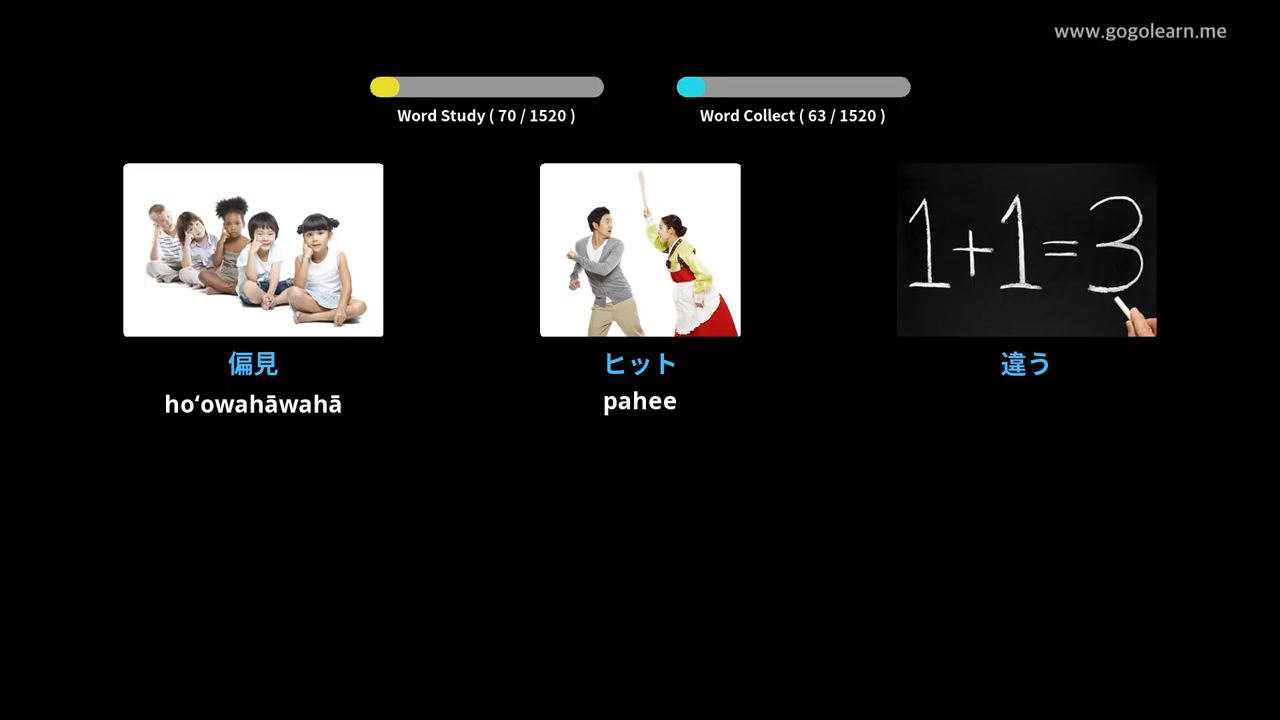 www.gogolearn.me
Word Study ( 70 / 1520 )
Word Collect ( 63 / 1520 )
1+1=3
偏見
ヒット
違う
hoʻowahāwahā
pahee